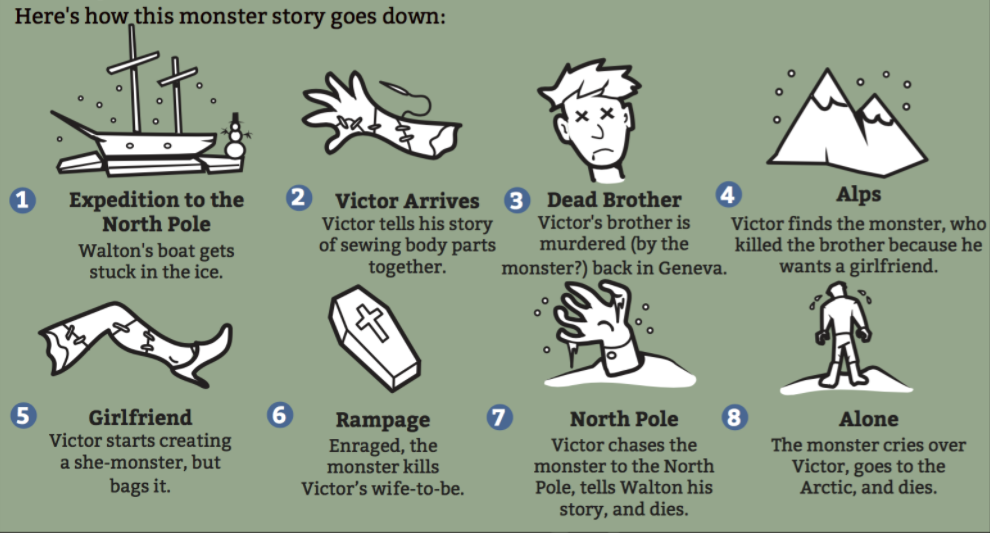 Here's how this monster story goes down:
1
Expedition to the
North Pole
Walton's boat gets
stuck in the ice.
2
Victor Arrives
Victor tells his story
of sewing body parts
together.
3
Dead Brother
Victor's brother is
murdered (by the
monster?) back in Geneva.
4
Alps
Victor finds the monster, who
killed the brother because he
wants a girlfriend.
5
Girlfriend
Victor starts creating
a she-monster, but
bags it.
6
Rampage
Enraged, the
monster kills
Victor's wife-to-be.
7
North Pole
Victor chases the
monster to the North
Pole, tells Walton his
story, and dies.
8
Alone
The monster cries over
Victor, goes to the
Arctic, and dies.